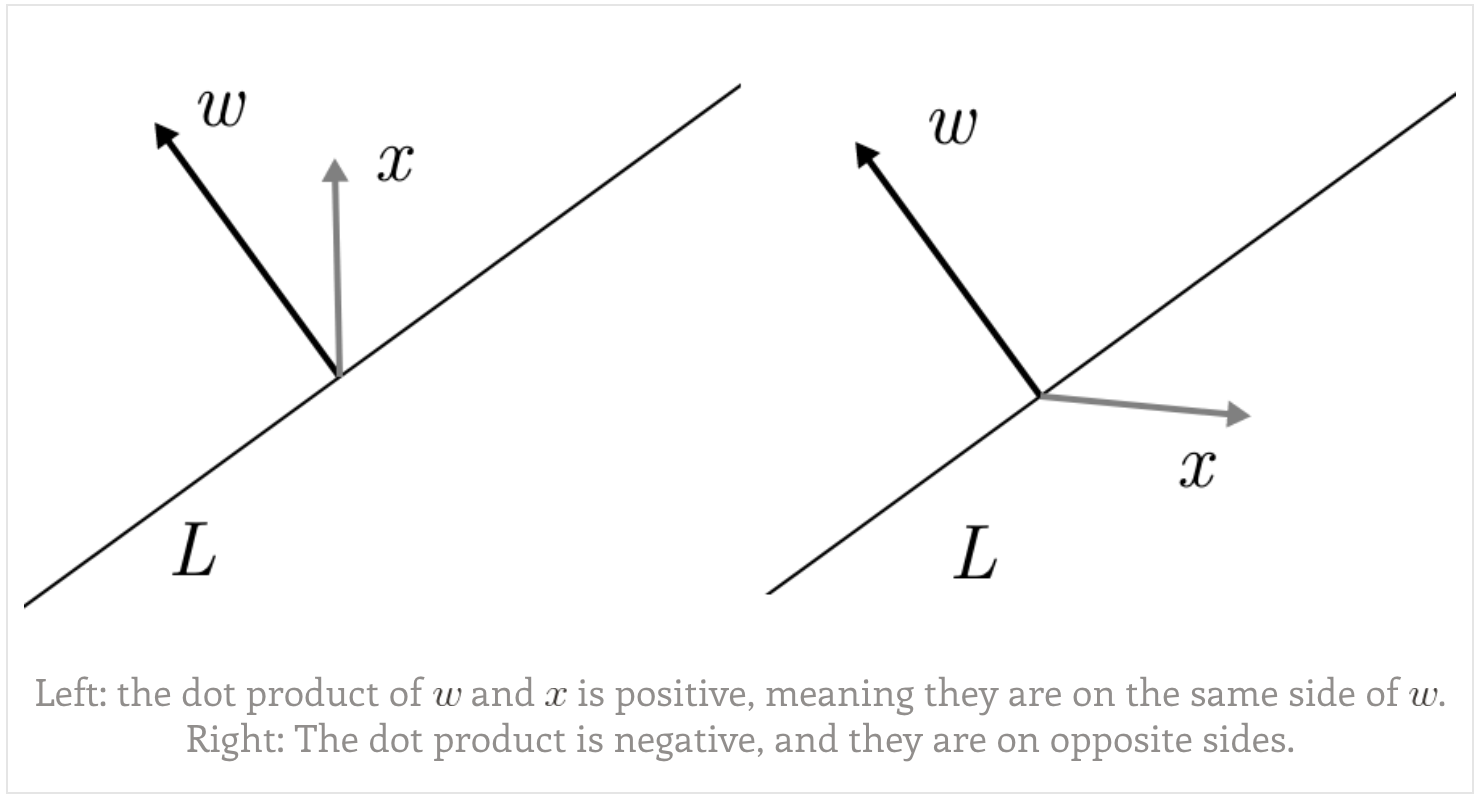 w
x
L
w
x
L
Left: the dot product of w and x is positive, meaning they are on the same side of w.
Right: The dot product is negative, and they are on opposite sides.